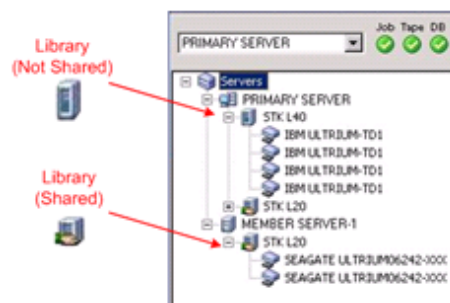 Library
(Not Shared)
Library
(Shared)
PRIMARY SERVER
Job Tape DB
Servers
PRIMARY SERVER
STK L40
IBM ULTRIUM-TD1
IBM ULTRIUM-TD1
IBM ULTRIUM-TD1
IBM ULTRIUM-TD1
STK L20
MEMBER SERVER-1
STK L20
SEAGATE ULTRIUM06242-XXX
SEAGATE ULTRIUM06242-XXX